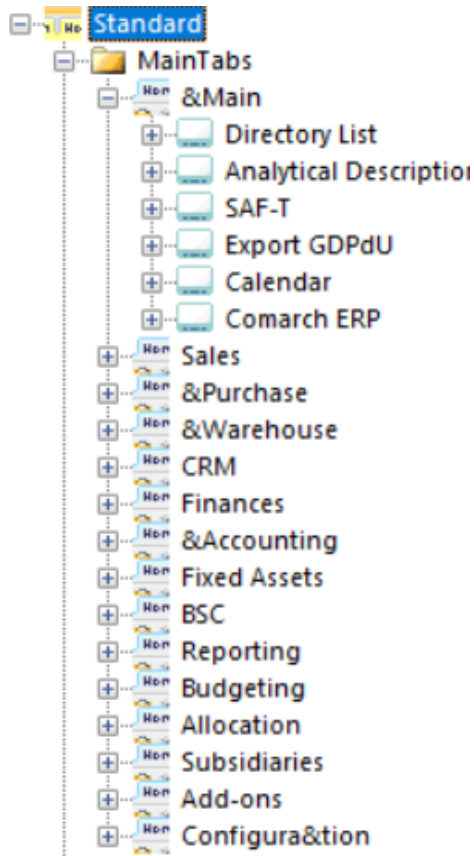 Standard
MainTabs
&Main
Directory List
Analytical Description
SAF-T
Export GDPdU
Calendar
Comarch ERP
Sales
&Purchase
&Warehouse
CRM
Finances
&Accounting
Fixed Assets
BSC
Reporting
Budgeting
Allocation
Subsidiaries
Add-ons
Configura&tion